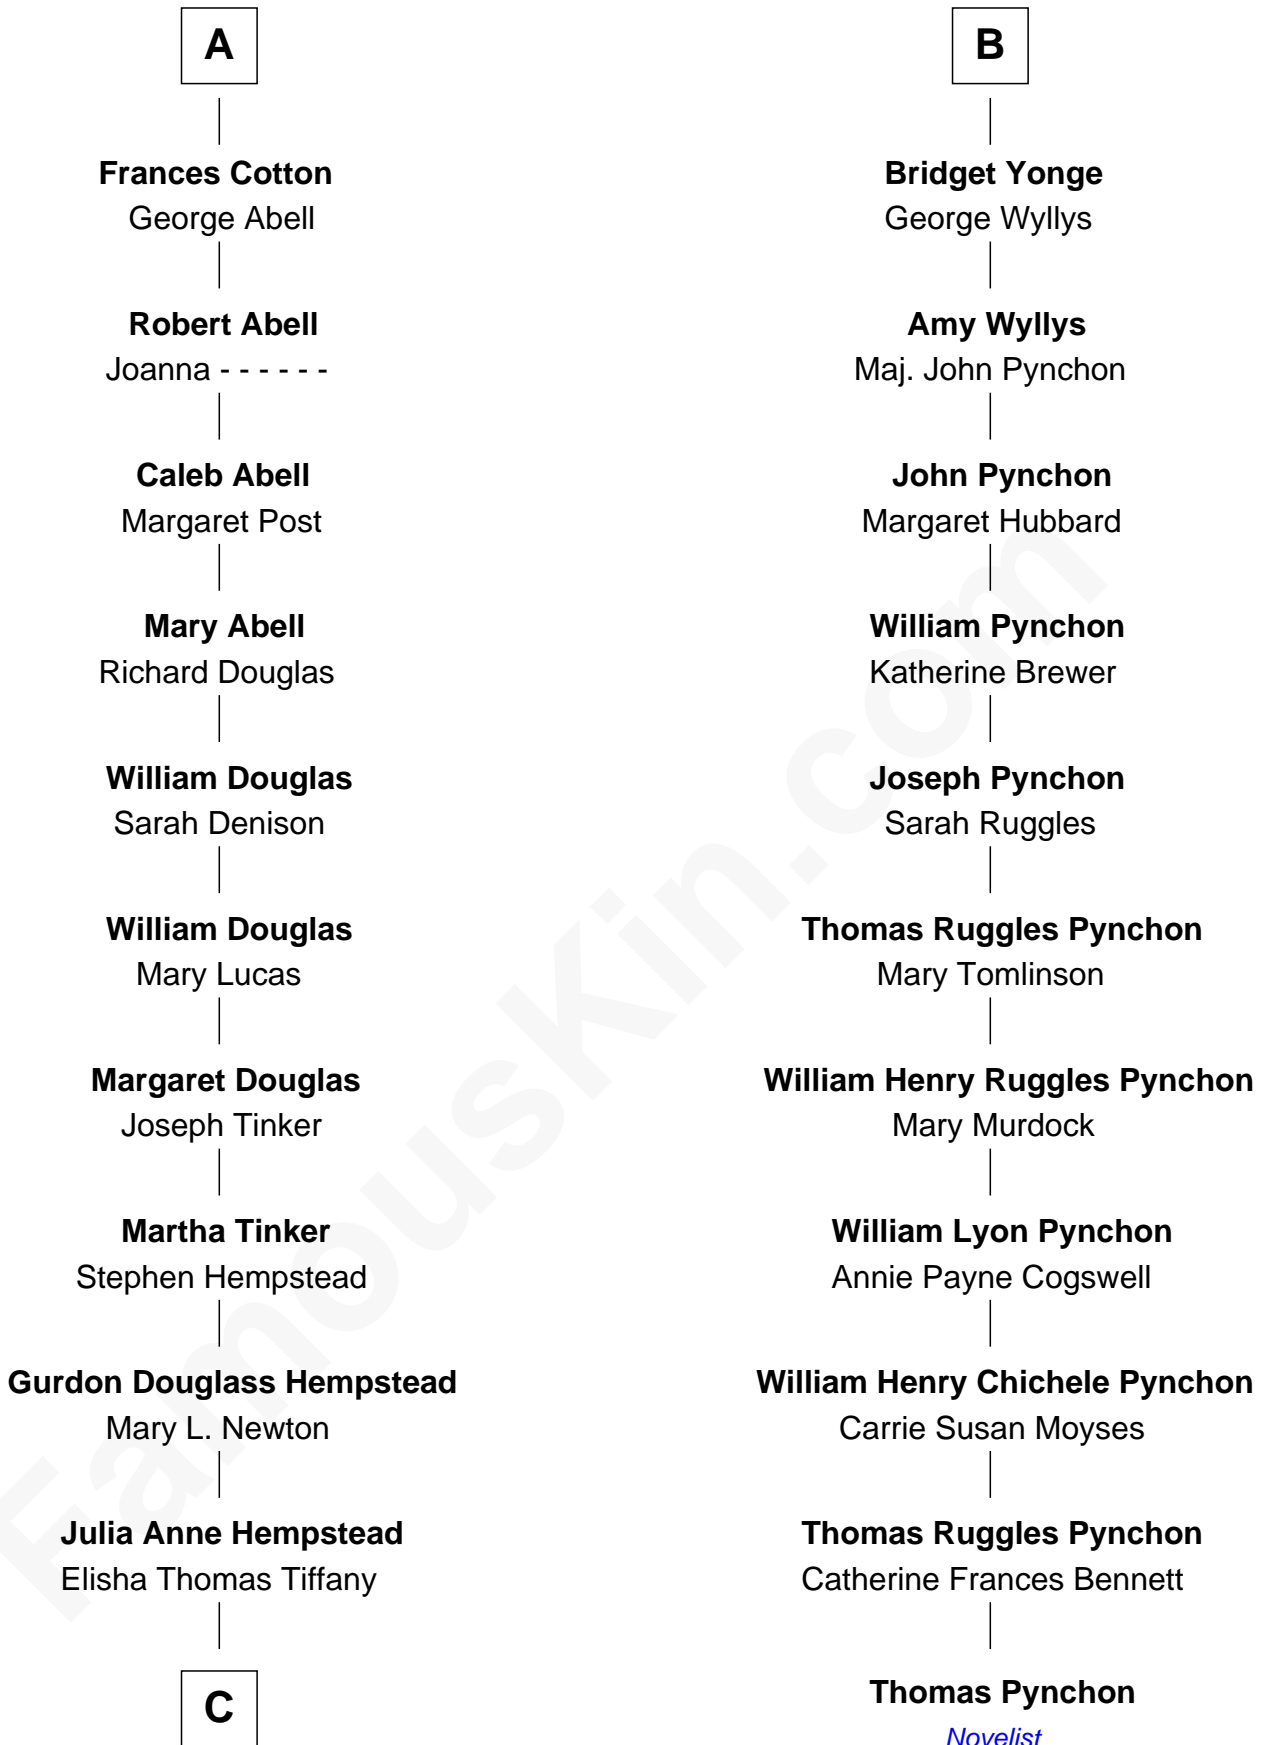 A
Frances Cotton
George Abell
Robert Abell
Joanna - - - - - -
Caleb Abell
Margaret Post
Mary Abell
Richard Douglas
William Douglas
Sarah Denison
William Douglas
Mary Lucas
Margaret Douglas
Joseph Tinker
Martha Tinker
Stephen Hempstead
Gurdon Douglass Hempstead
Mary L. Newton
Julia Anne Hempstead
Elisha Thomas Tiffany
C
B
Bridget Yonge
George Wyllys
Amy Wyllys
Maj. John Pynchon
John Pynchon
Margaret Hubbard
William Pynchon
Katherine Brewer
Joseph Pynchon
Sarah Ruggles
Thomas Ruggles Pynchon
Mary Tomlinson
William Henry Ruggles Pynchon
Mary Murdock
William Lyon Pynchon
Annie Payne Cogswell
William Henry Chichele Pynchon
Carrie Susan Moyses
Thomas Ruggles Pynchon
Catherine Frances Bennett
Thomas Pynchon
Novelist
FamousKin.com